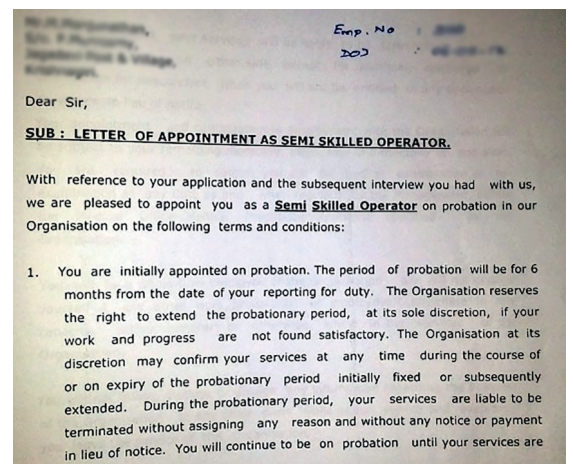 Emp. No :
DOJ :
Dear Sir,
SUB : LETTER OF APPOINTMENT AS SEMI SKILLED OPERATOR.
With reference to your application and the subsequent interview you had with us,
we are pleased to appoint you as a Semi Skilled Operator on probation in our
Organisation on the following terms and conditions:
1. You are initially appointed on probation. The period of probation will be for 6
months from the date of your reporting for duty. The Organisation reserves
the right to extend the probationary period, at its sole discretion, if your
work and progress are not found satisfactory. The Organisation at its
discretion may confirm your services at any time during the course of
or on expiry of the probationary period initially fixed or subsequently
extended. During the probationary period, your services are liable to be
terminated without assigning any reason and without any notice or payment
in lieu of notice. You will continue to be on probation until your services are